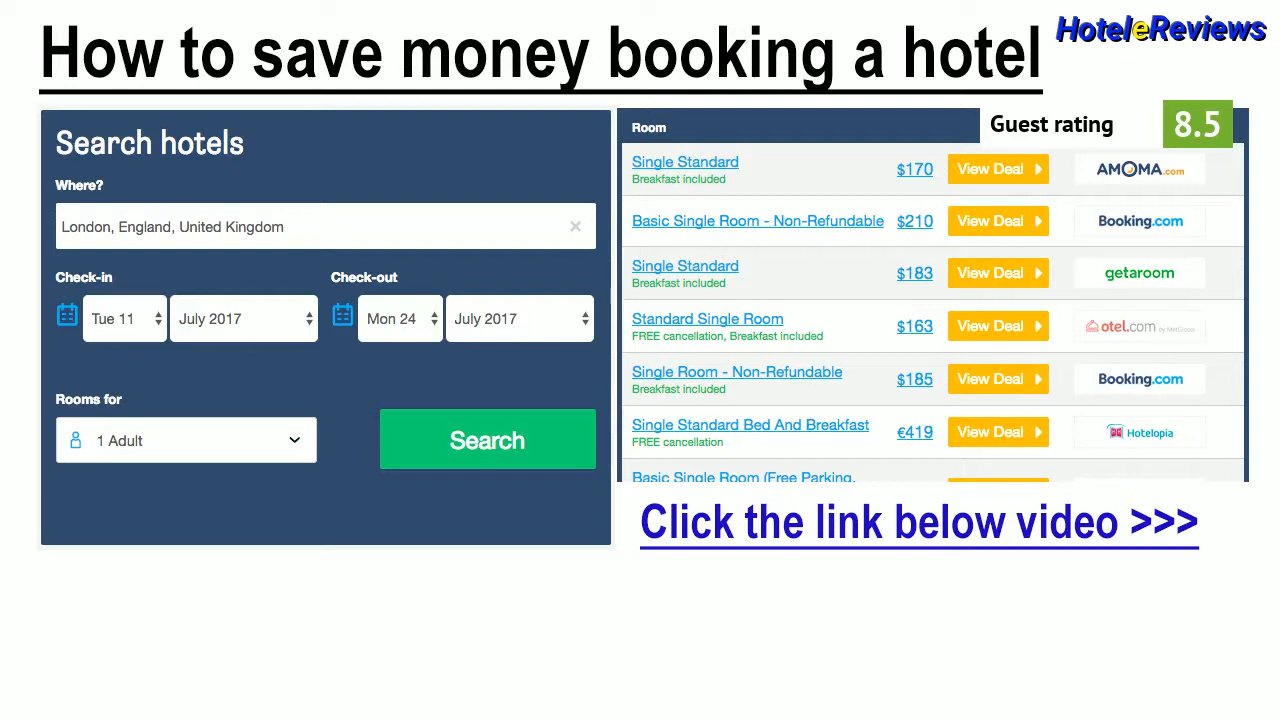 How to save money booking a hotel
HoteleReviews
Search hotels
Where?
London, England, United Kingdom
Check-in
Check-out
Tue 11
July 2017
Mon 24
July 2017
Rooms for
1 Adult
Search
Room
Guest rating
8.5
Single Standard
Breakfast included
$170
View Deal
AMOMA.com
Basic Single Room - Non-Refundable
$210
View Deal
Booking.com
Single Standard
Breakfast included
$183
View Deal
getaroom
Standard Single Room
FREE cancellation, Breakfast included
$163
View Deal
otel.com
Single Room - Non-Refundable
Breakfast included
$185
View Deal
Booking.com
Single Standard Bed And Breakfast
FREE cancellation
€419
View Deal
Hotelopia
Basic Single Room (Free Parking,
Click the link below video >>>